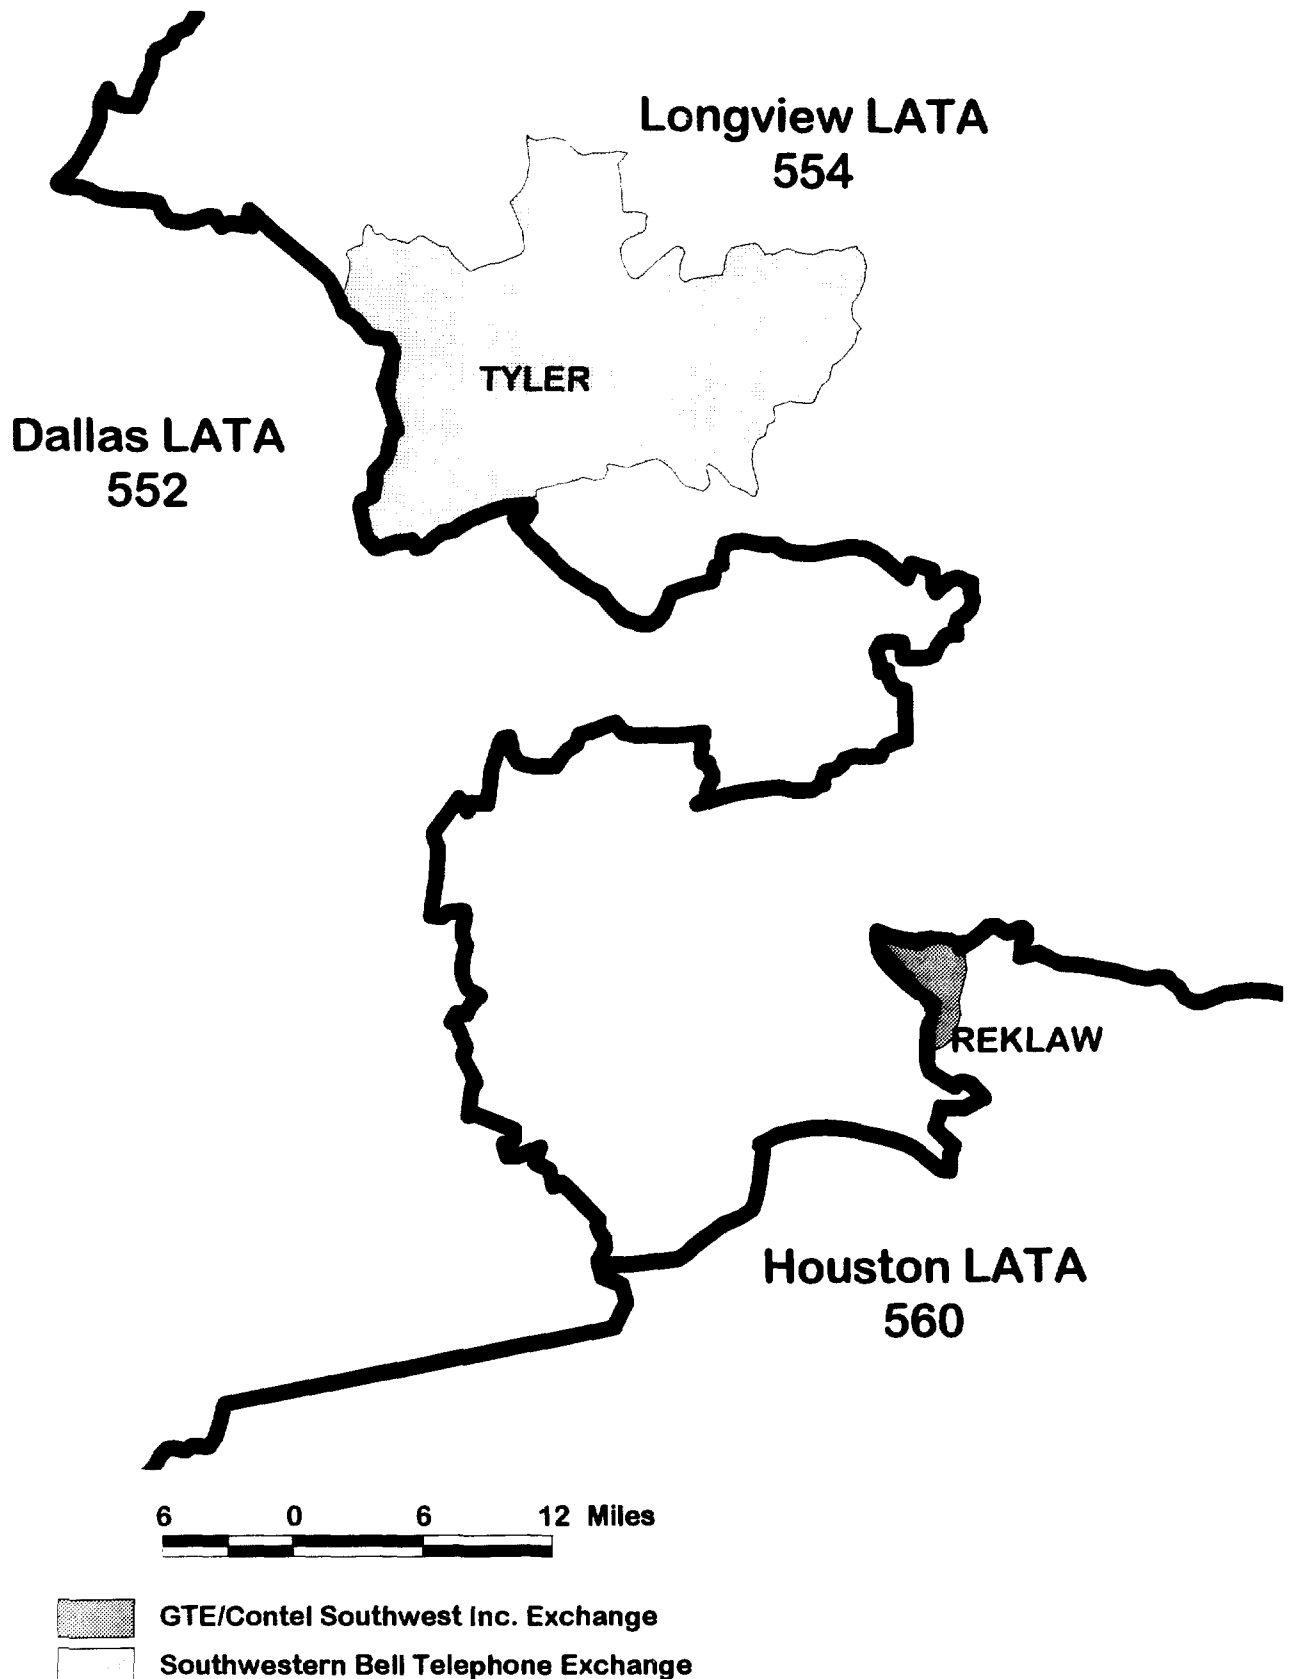 Longview LATA
554
TYLER
Dallas LATA
552
REKLAW
Houston LATA
560
6 0 6 12 Miles
GTE/Contel Southwest Inc. Exchange
Southwestern Bell Telephone Exchange